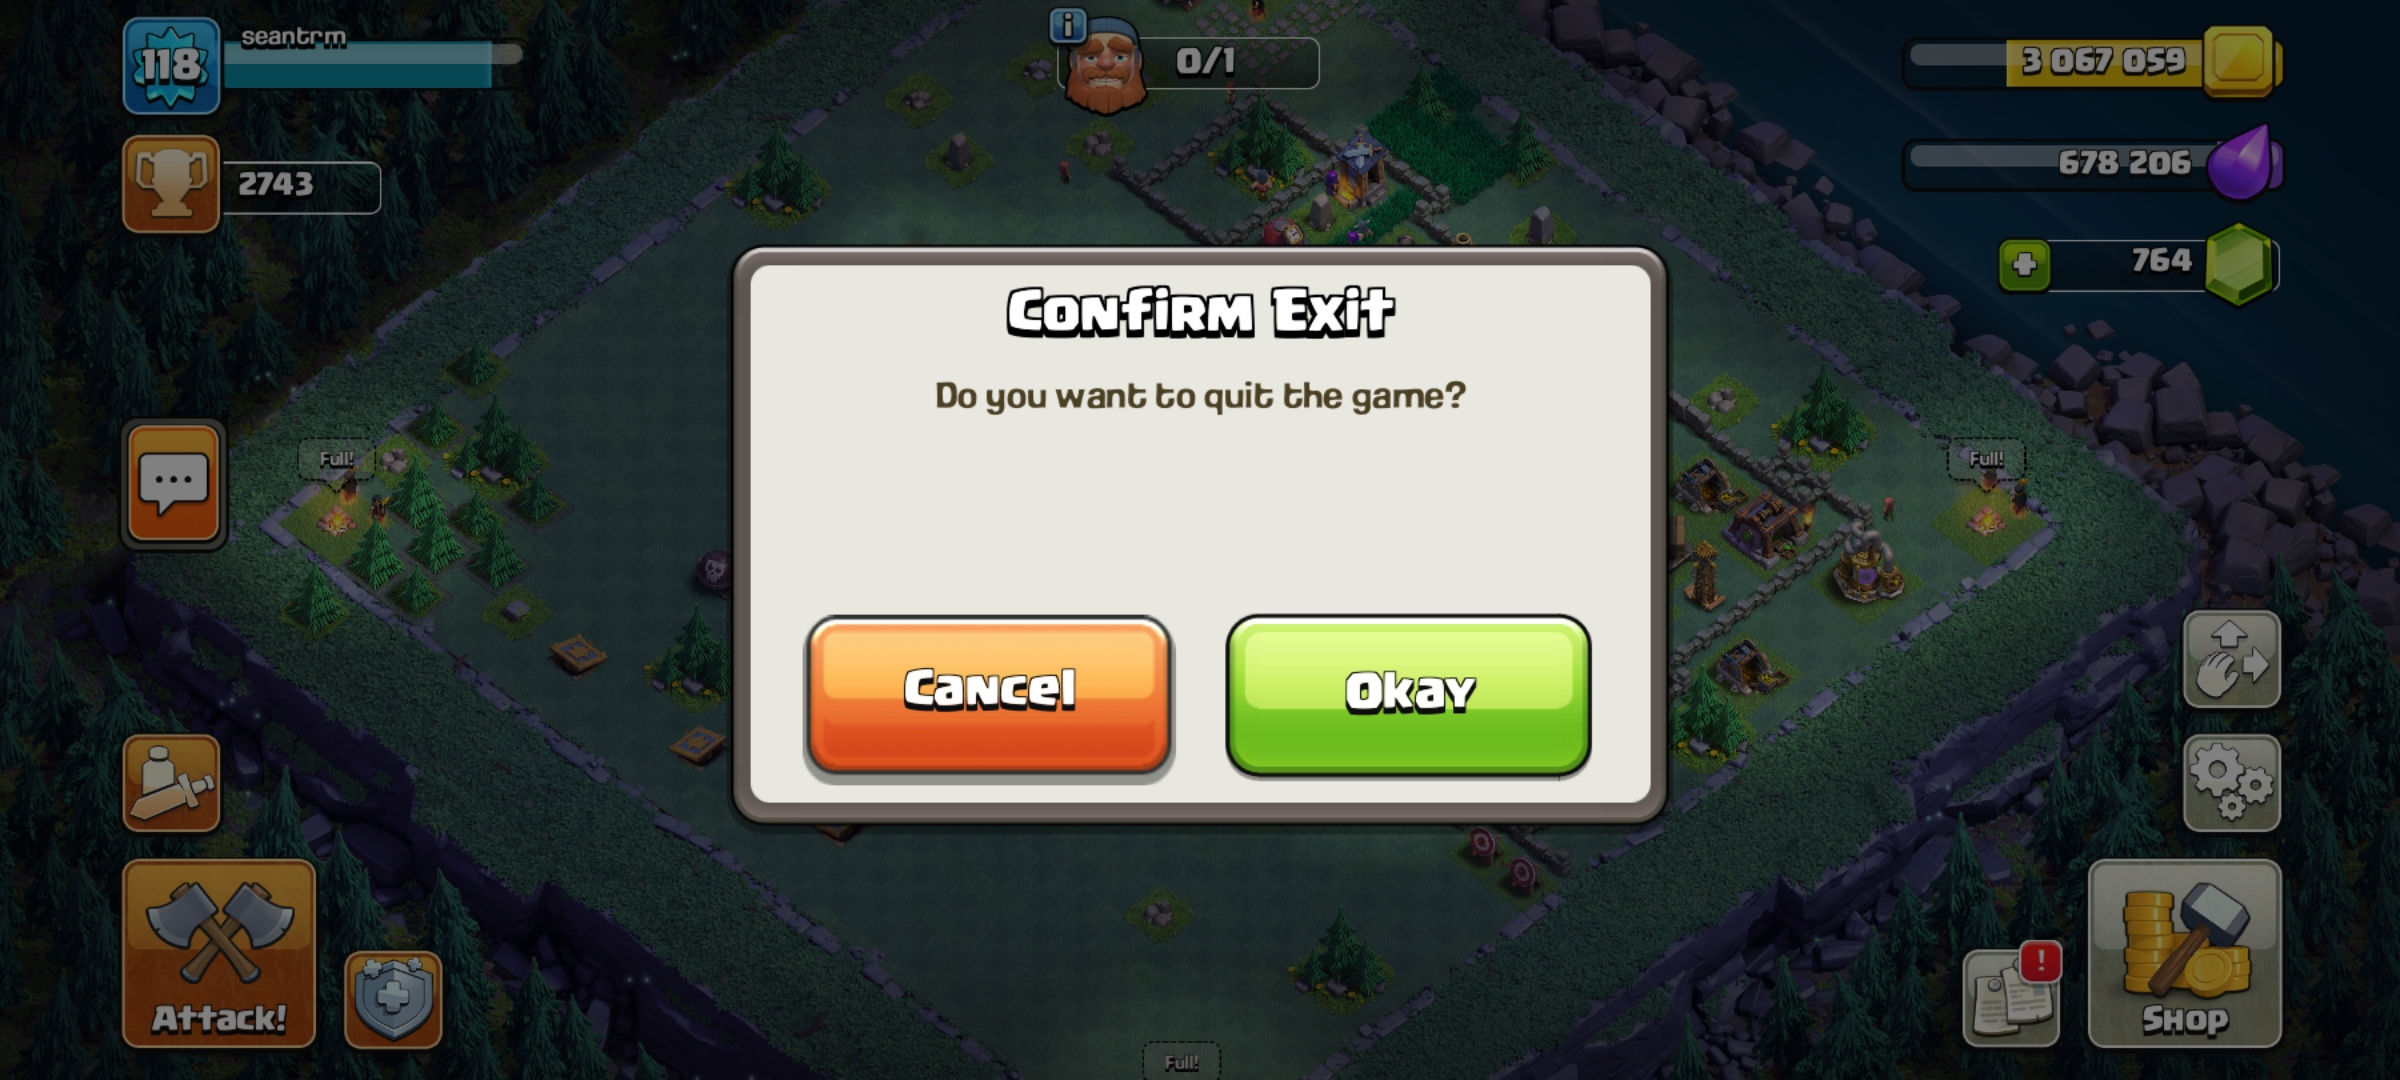 118
seantrm
i
0/1
3 067 059
2743
678 206
764
Confirm Exit
Do you want to quit the game?
Full!
Full!
Cancel
Okay
Attack!
!
Shop
Full!